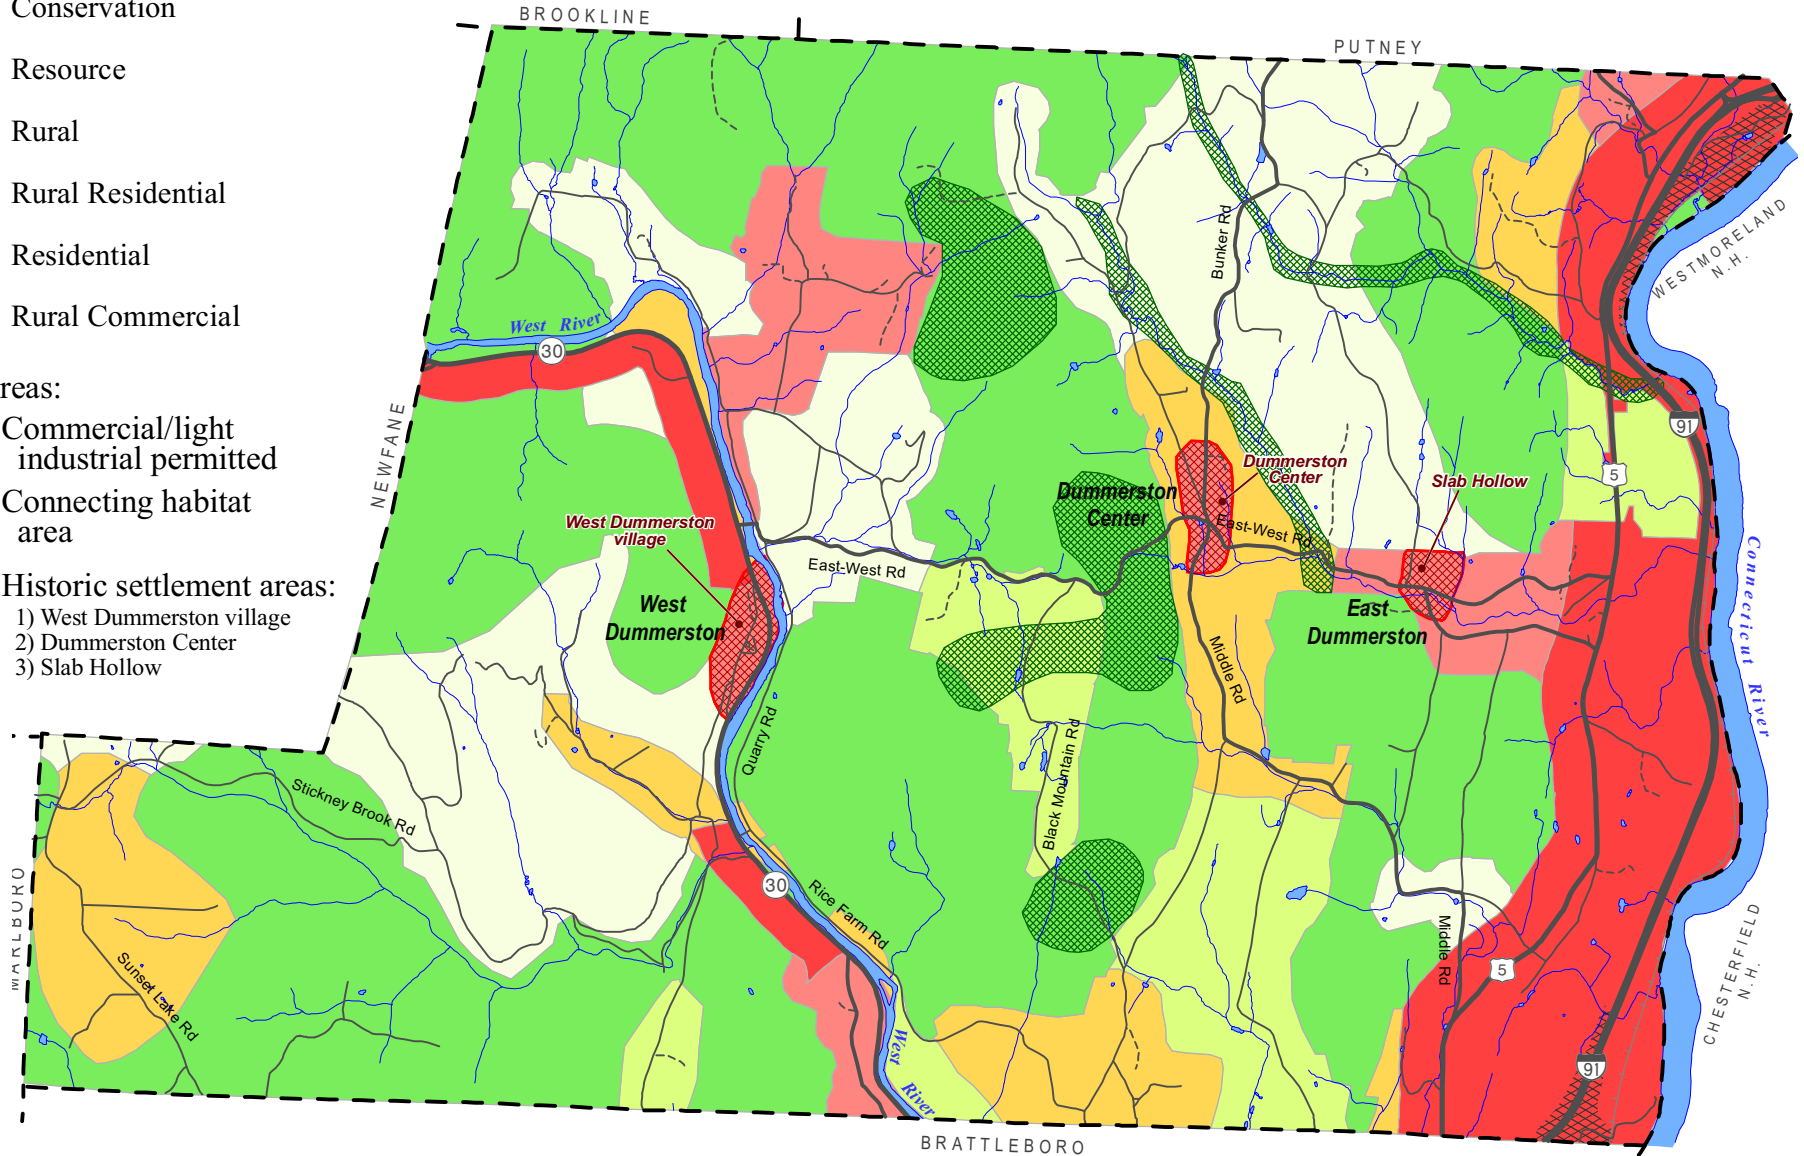 Conservation
Resource
Rural
Rural Residential
Residential
Rural Commercial
reas:
Commercial/light
industrial permitted
Connecting habitat
area
Historic settlement areas:
1) West Dummerston village
2) Dummerston Center
3) Slab Hollow
BROOKLINE
PUTNEY
WESTMORELAND
N.H.
NEWFANE
MARLBORO
BRATTLEBORO
CHESTERFIELD
N.H.
West River
30
Bunker Rd
91
5
Dummerston
Center
Slab Hollow
Dummerston
Center
East-West Rd
West Dummerston
village
East-West Rd
West
Dummerston
East
Dummerston
Connecticut River
Middle Rd
Quarry Rd
Black Mountain Rd
Stickney Brook Rd
30
Rice Farm Rd
Middle Rd
5
Sunset Lake Rd
West
River
91